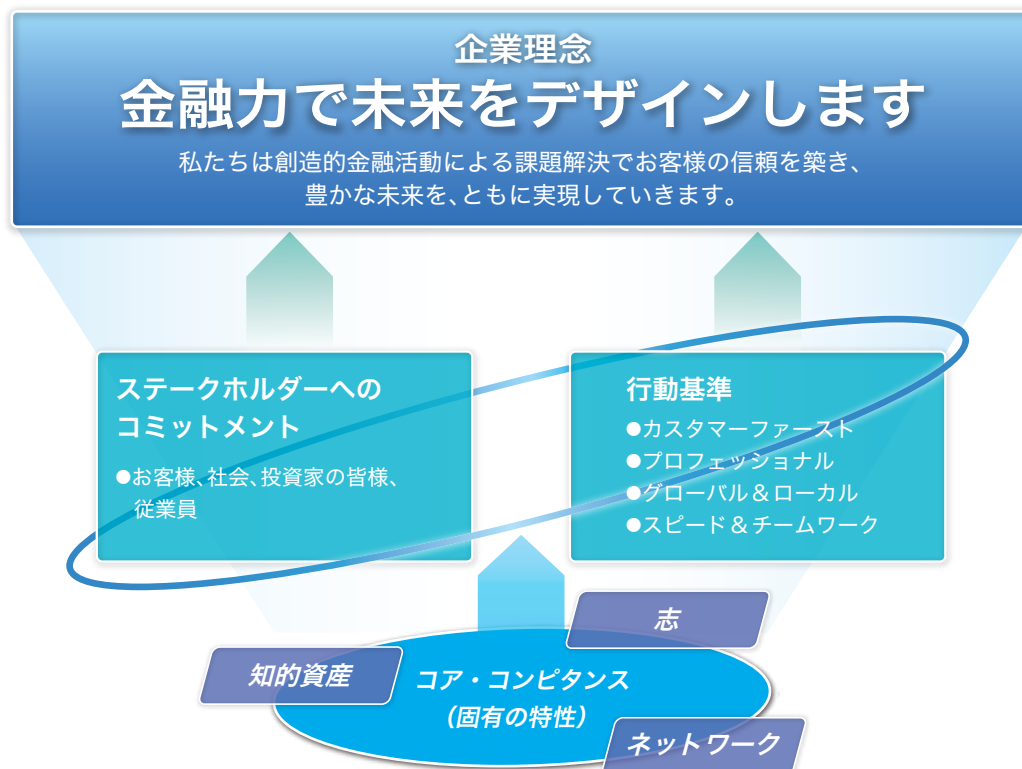 企業理念
金融力で未来をデザインします
私たちは創造的金融活動による課題解決でお客様の信頼を築き、
豊かな未来を、ともに実現していきます。
ステークホルダーへの
コミットメント
●お客様、社会、投資家の皆様、
従業員
行動基準
●カスタマーファースト
●プロフェッショナル
●グローバル＆ローカル
●スピード＆チームワーク
志
知的資産
コア・コンピタンス
（固有の特性）
ネットワーク